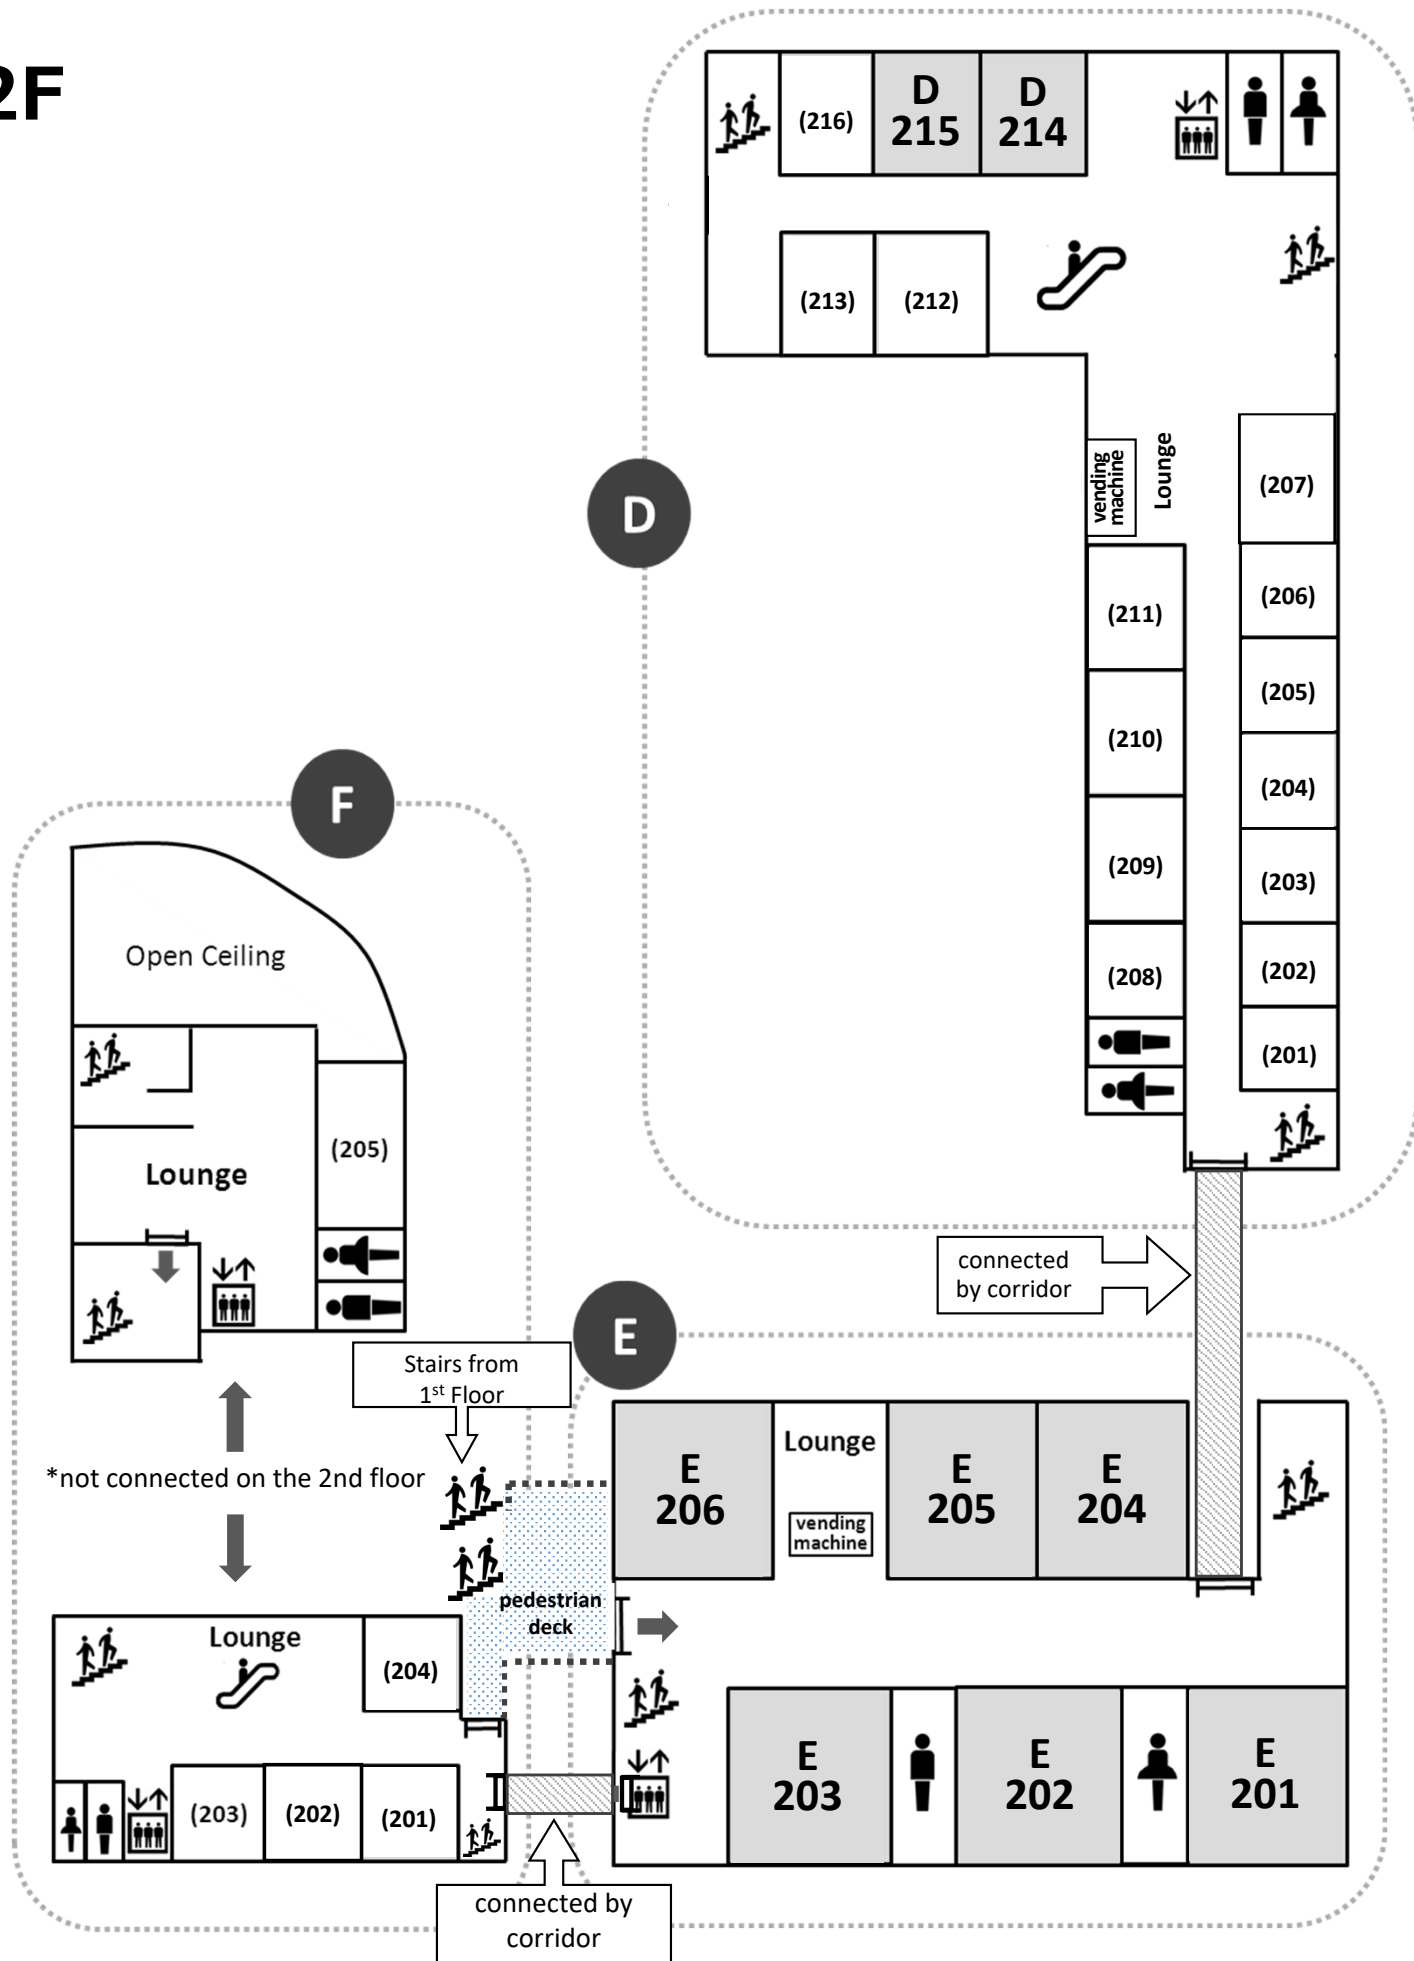 2F
D
215
D
214
(216)
(213)
(212)
vending
machine
Lounge
(207)
D
(211)
(206)
(205)
(210)
(204)
(209)
(203)
(208)
(202)
(201)
F
Open Ceiling
(205)
Lounge
connected
by corridor
E
Stairs from
1st Floor
*not connected on the 2nd floor
E
206
Lounge
vending
machine
E
205
E
204
pedestrian
deck
Lounge
(204)
(203)
(202)
(201)
E
203
E
202
E
201
connected by
corridor